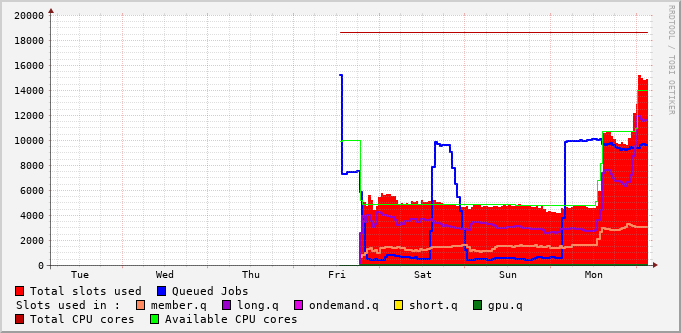 20000
18000
16000
14000
12000
10000
8000
6000
4000
2000
0
Tue Wed Thu Fri Sat Sun Mon
RRDTOOL / TOBI OETIKER
Total slots used Queued Jobs
Slots used in : member.q long.q ondemand.q short.q gpu.q
Total CPU cores Available CPU cores